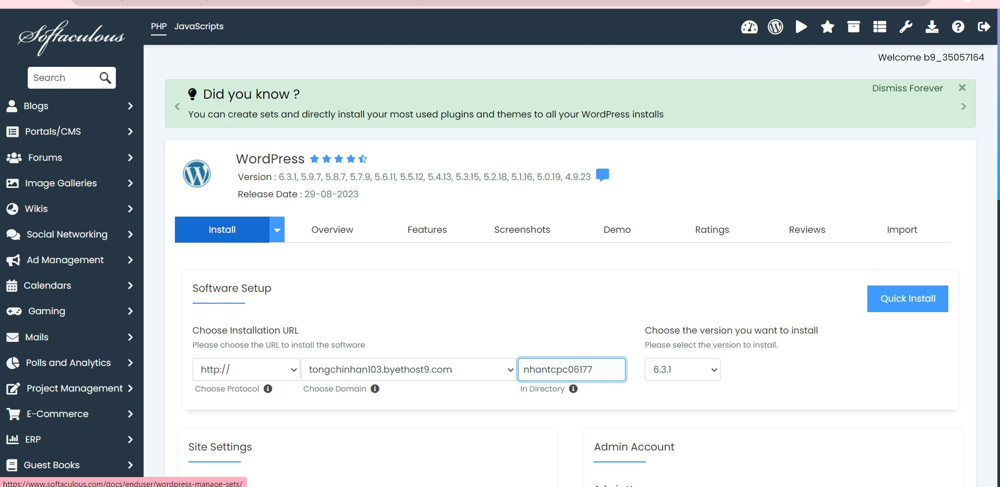 Softaculous
PHP JavaScripts
Welcome b9_35057164
Search
Blogs
Portals/CMS
Forums
Image Galleries
Wikis
Social Networking
Ad Management
Calendars
Gaming
Mails
Polls and Analytics
Project Management
E-Commerce
ERP
Guest Books
Did you know ?
Dismiss Forever
You can create sets and directly install your most used plugins and themes to all your WordPress installs
WordPress
Version : 6.3.1, 5.9.7, 5.8.7, 5.7.9, 5.6.11, 5.5.12, 5.4.13, 5.3.15, 5.2.18, 5.1.16, 5.0.19, 4.9.23
Release Date : 29-08-2023
Install Overview Features Screenshots Demo Ratings Reviews Import
Software Setup
Quick Install
Choose Installation URL
Please choose the URL to install the software
http:// tongchinhan103.byethost9.com nhantcpc06177
Choose Protocol Choose Domain In Directory
Choose the version you want to install
Please select the version to install.
6.3.1
Site Settings
Admin Account
https://www.softaculous.com/docs/enduser/wordpress-manage-sets/